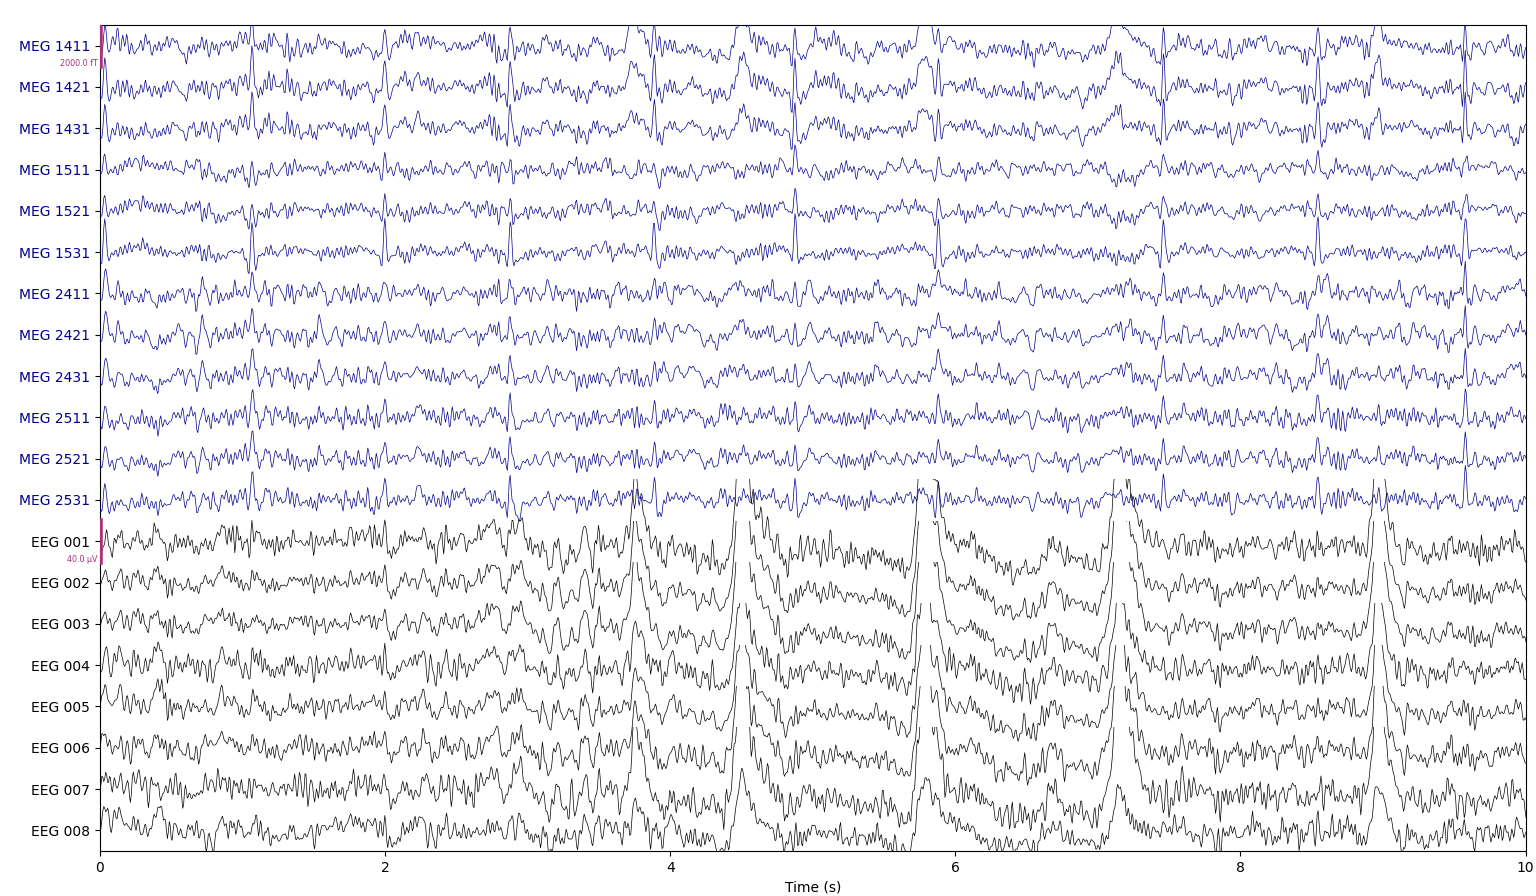 MEG 1411
2000.0 fT
MEG 1421
MEG 1431
MEG 1511
MEG 1521
MEG 1531
MEG 2411
MEG 2421
MEG 2431
MEG 2511
MEG 2521
MEG 2531
EEG 001
40.0 µV
EEG 002
EEG 003
EEG 004
EEG 005
EEG 006
EEG 007
EEG 008
0 2 4 6 8 10
Time (s)